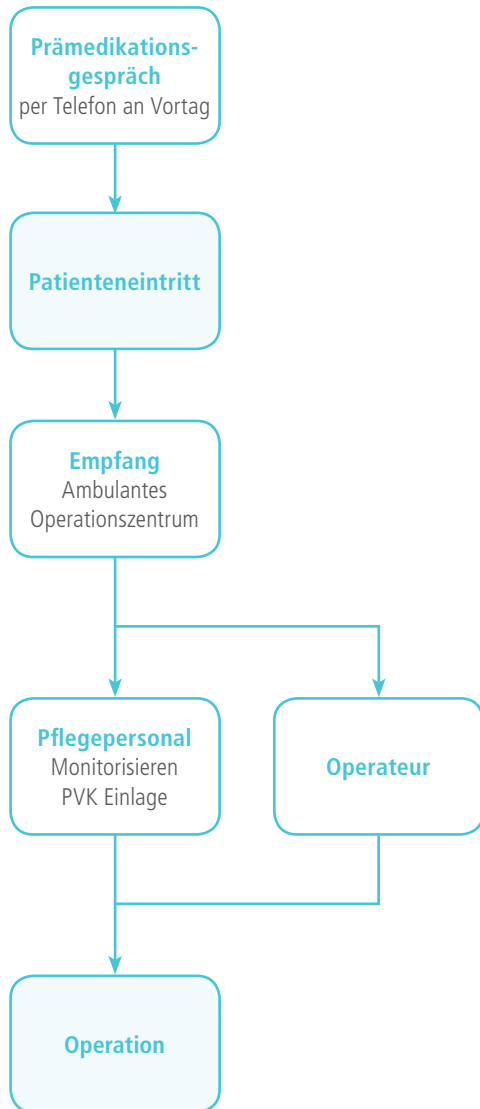 Prämedikations-
gespräch
per Telefon an Vortag
Patienteneintritt
Empfang
Ambulantes
Operationszentrum
Pflegepersonal
Monitorisieren
PVK Einlage
Operateur
Operation